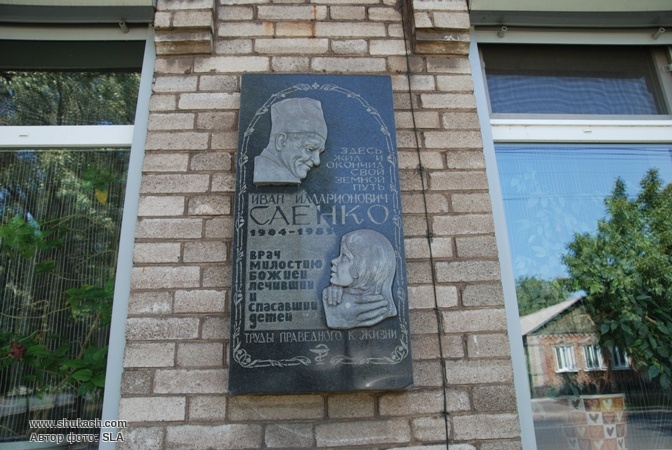 ЗДЕСЬ
ЖИЛ И
ОКОНЧИЛ
СВОЙ
ЗЕМНОЙ
ПУТЬ
ИВАН ИЛЛАРИОНОВИЧ
САЕНКО
1904-1985
ВРАЧ
МИЛОСТИЮ
БОЖИЕЙ
ЛЕЧИВШИЙ
И
СПАСАВШИЙ
ДЕТЕЙ
ТРУДЫ ПРАВЕДНОГО К ЖИЗНИ
www.shukach.com
Автор фото: SLA